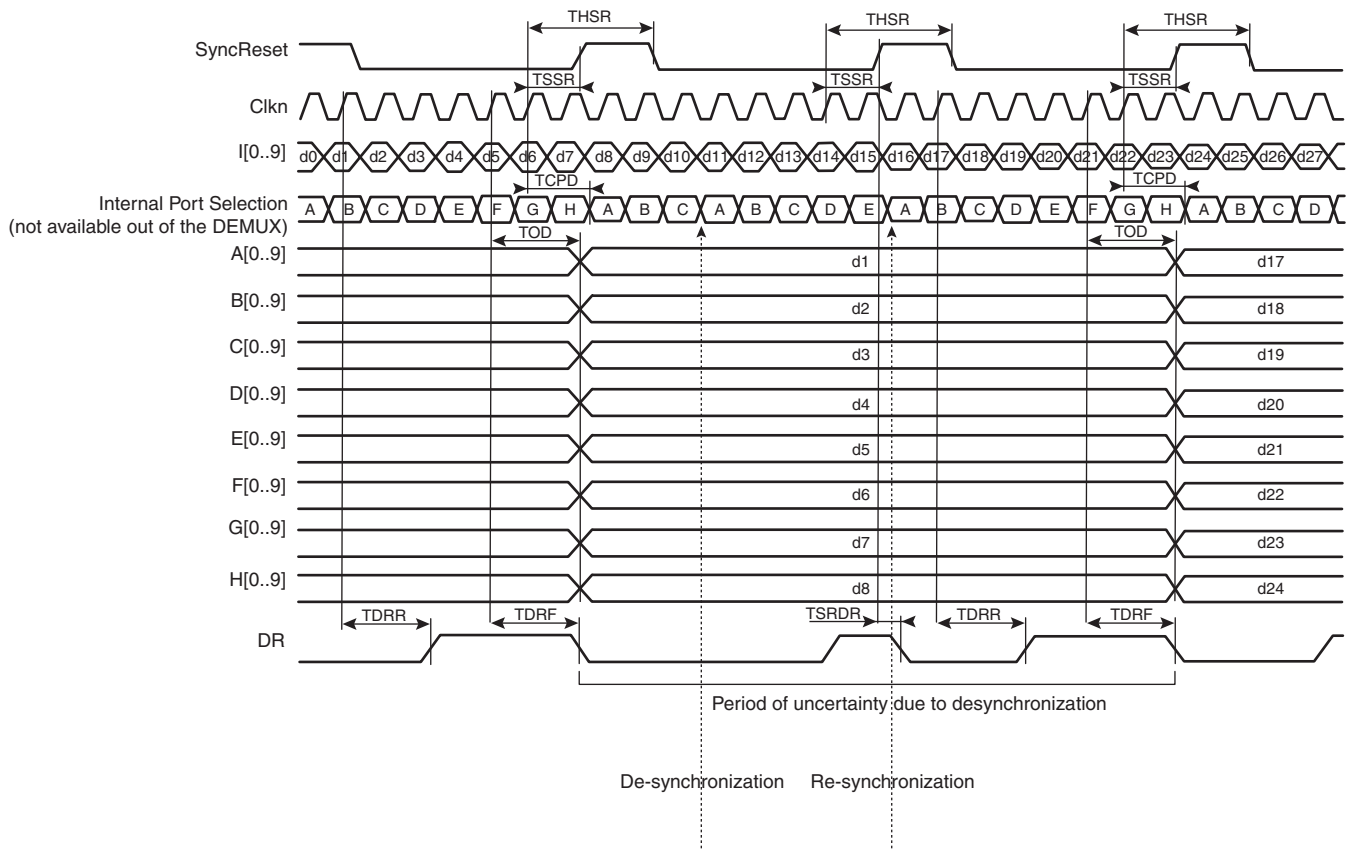 THSR THSR THSR
SyncReset
TSSR TSSR TSSR
Clkn
I[0..9] d0 d1 d2 d3 d4 d5 d6 d7 d8 d9 d10 d11 d12 d13 d14 d15 d16 d17 d18 d19 d20 d21 d22 d23 d24 d25 d26 d27
TCPD TCPD
Internal Port Selection A B C D E F G H A B C A B C D E A B C D E F G H A B C D
(not available out of the DEMUX)
TOD TOD
A[0..9] d1 d17
B[0..9] d2 d18
C[0..9] d3 d19
D[0..9] d4 d20
E[0..9] d5 d21
F[0..9] d6 d22
G[0..9] d7 d23
H[0..9] d8 d24
TDRR TDRF TSRDR TDRR TDRF
DR
Period of uncertainty due to desynchronization
De-synchronization Re-synchronization